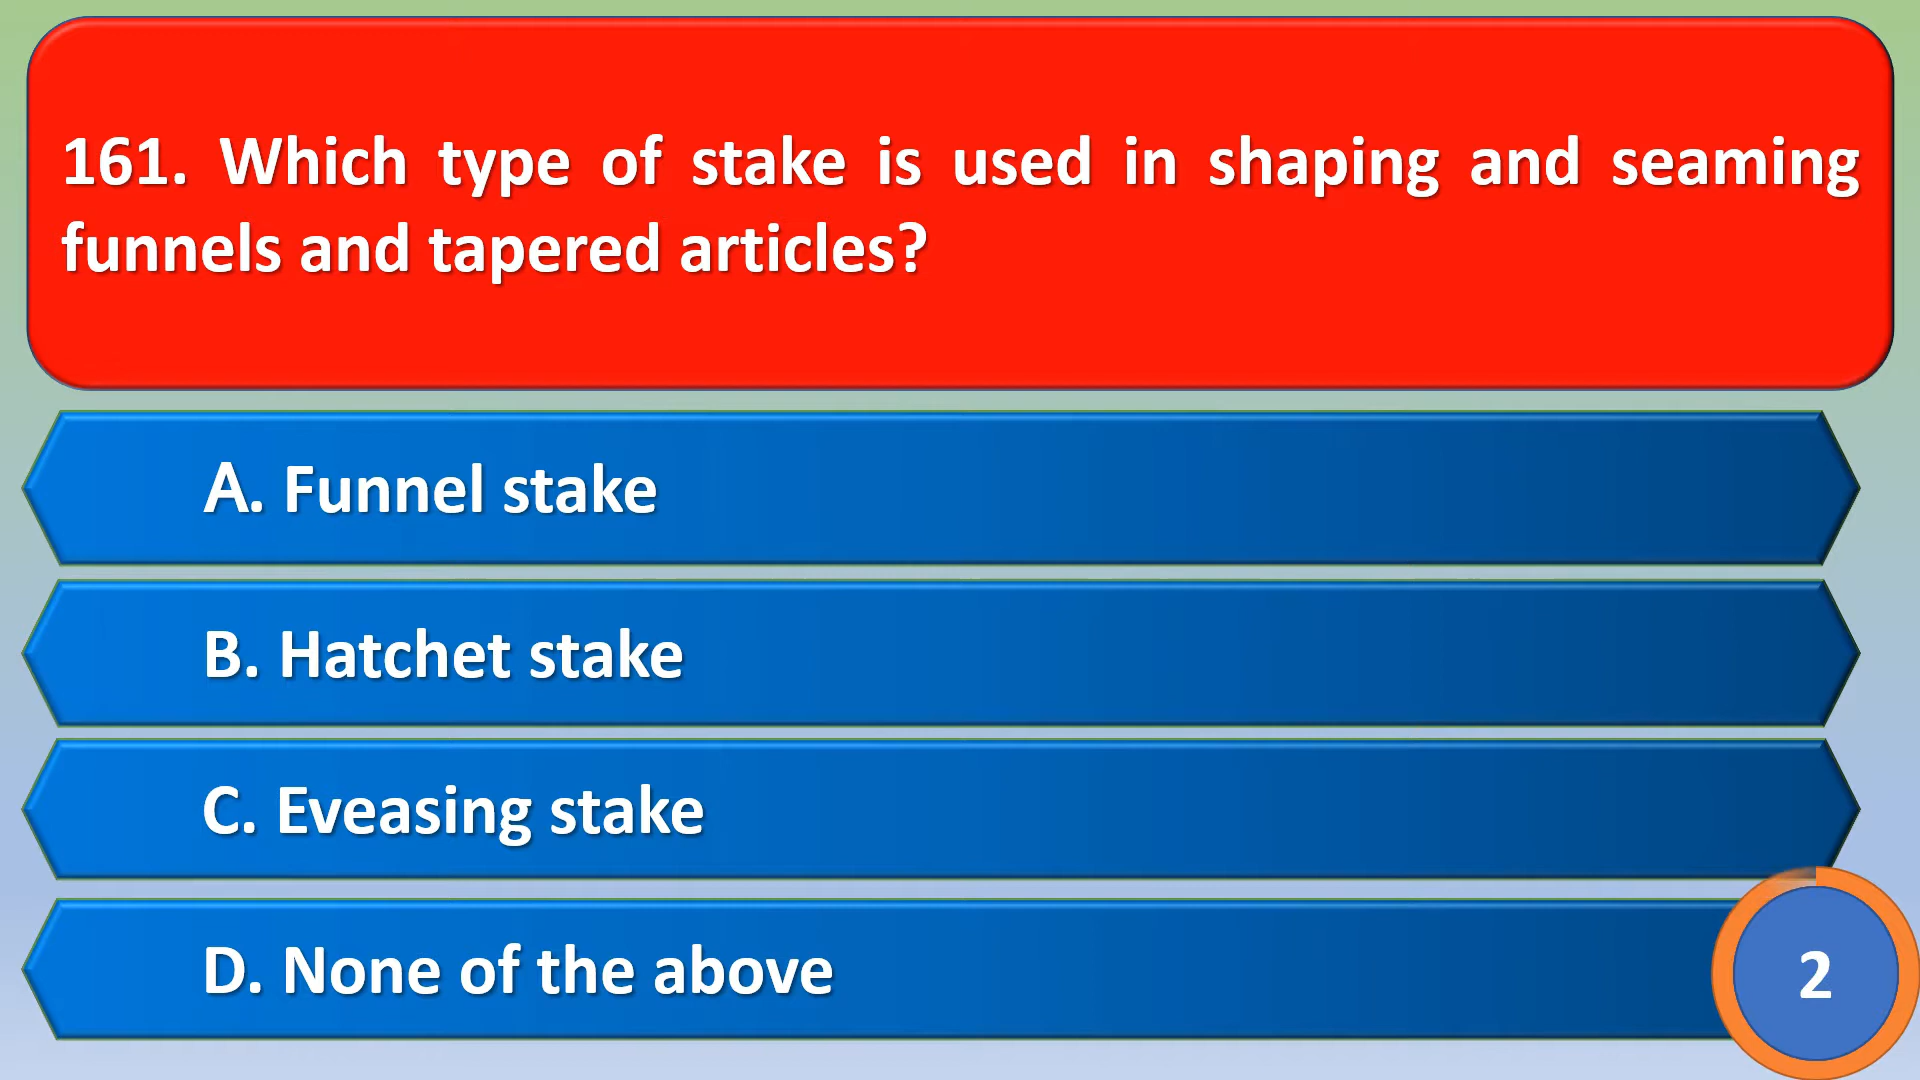 161. Which type of stake is used in shaping and seaming
funnels and tapered articles?
A. Funnel stake
B. Hatchet stake
C. Eveasing stake
D. None of the above
2